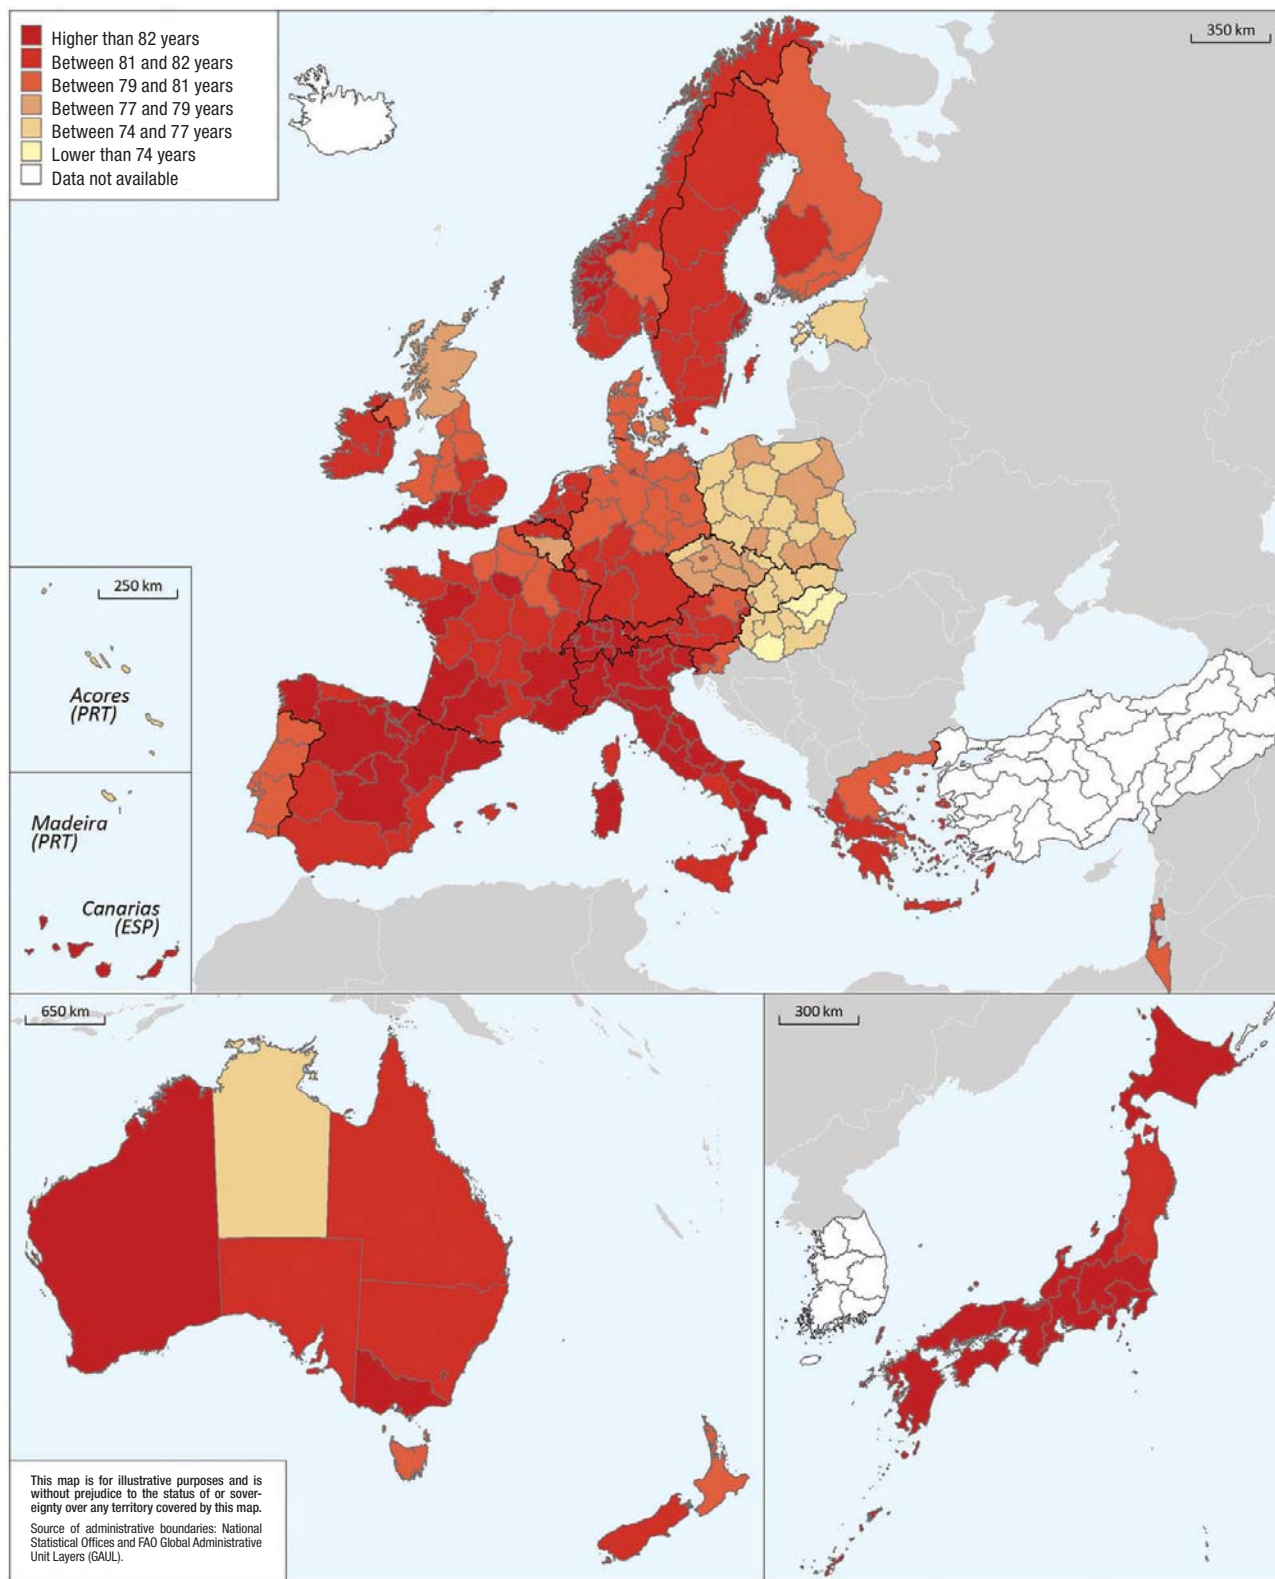 Higher than 82 years
Between 81 and 82 years
Between 79 and 81 years
Between 77 and 79 years
Between 74 and 77 years
Lower than 74 years
Data not available
350 km
250 km
Acores
(PRT)
Madeira
(PRT)
Canarias
(ESP)
650 km
300 km
This map is for illustrative purposes and is
without prejudice to the status of or sover-
eignty over any territory covered by this map.
Source of administrative boundaries: National
Statistical Offices and FAO Global Administrative
Unit Layers (GAUL).